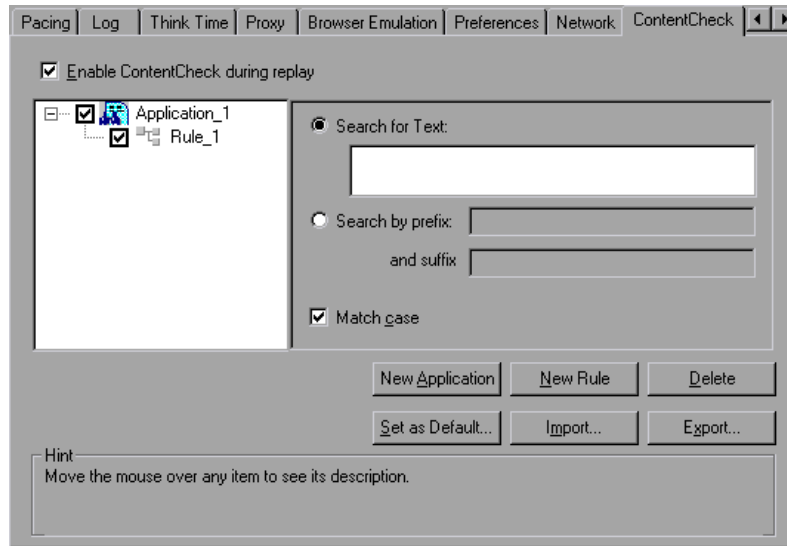 Pacing Log Think Time Proxy Browser Emulation Preferences Network ContentCheck
Enable ContentCheck during replay
Application_1
Rule_1
Search for Text:
Search by prefix:
and suffix
Match case
New Application New Rule Delete
Set as Default... Import... Export...
Hint
Move the mouse over any item to see its description.